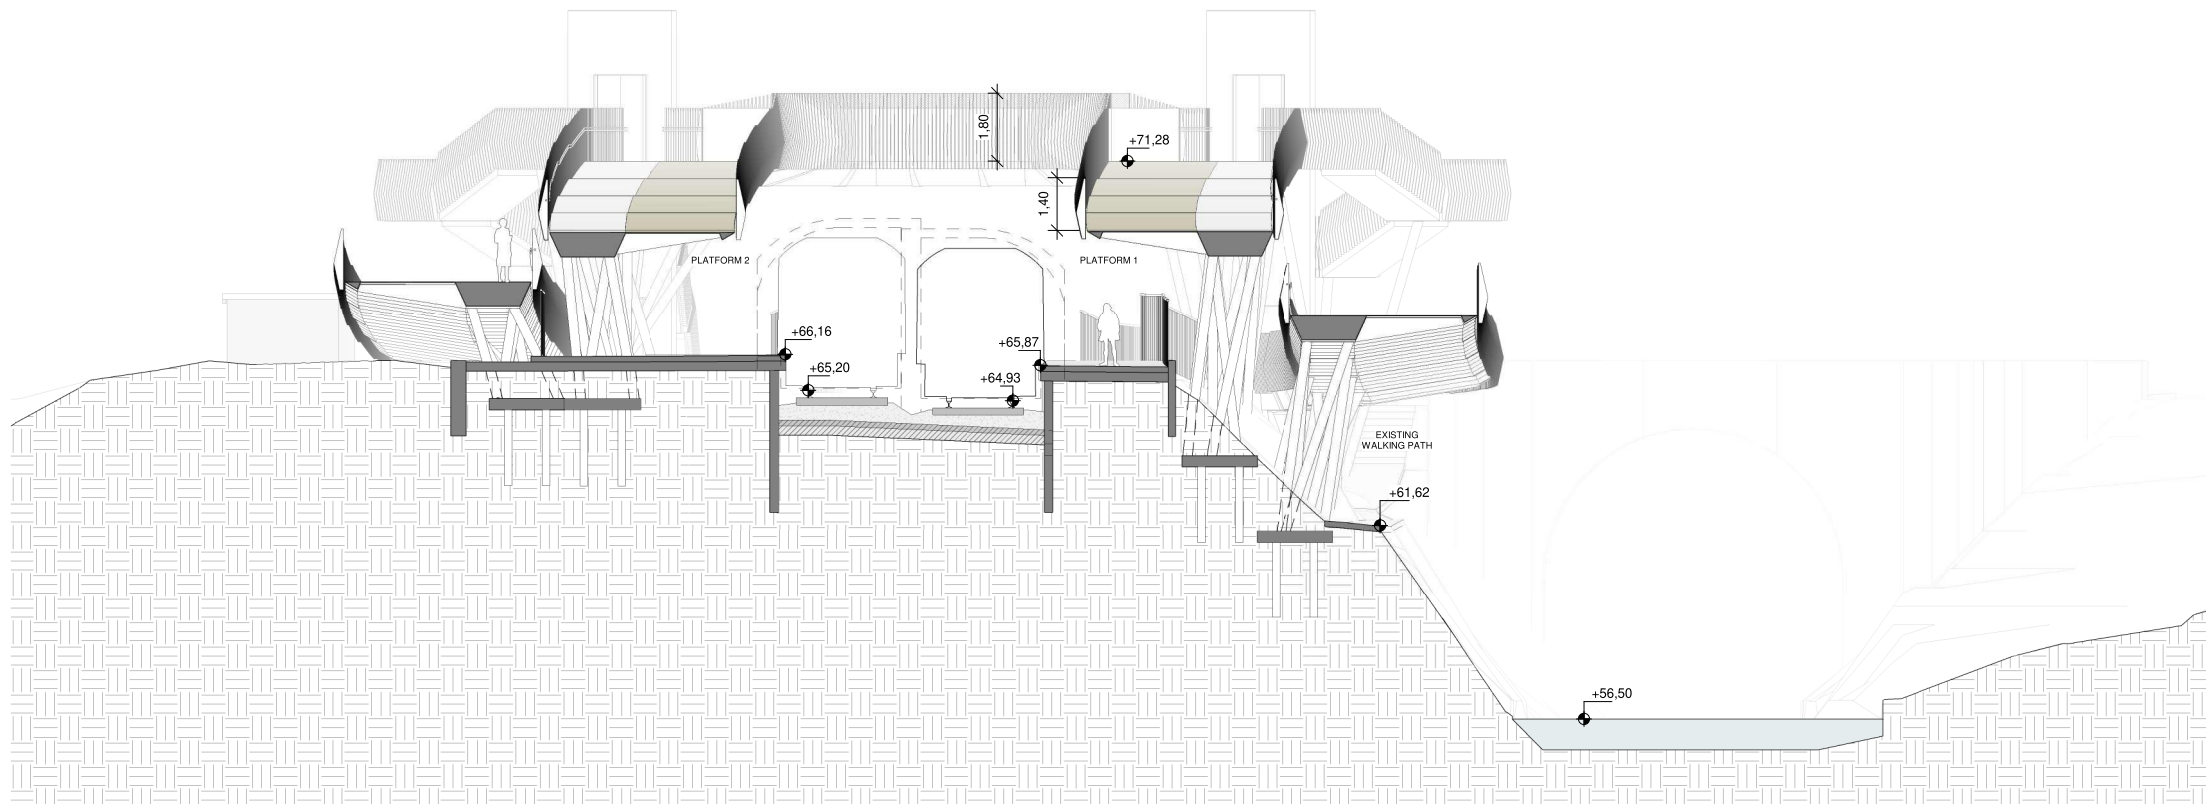 1,80
+71,28
1,40
PLATFORM 2
PLATFORM 1
+66,16
+65,87
+65,20
+64,93
EXISTING
WALKING PATH
+61,62
+56,50